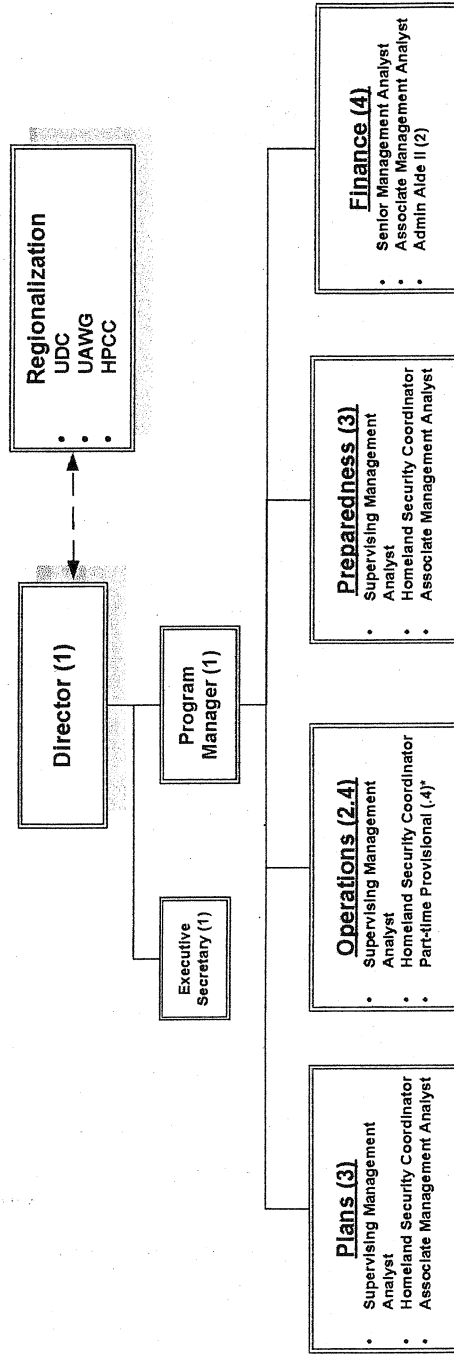 Director (1)
Regionalization
• UDC
• UAWG
• HPCC
Executive
Secretary (1)
Program
Manager (1)
Plans (3)
• Supervising Management
Analyst
• Homeland Security Coordinator
• Associate Management Analyst
Operations (2.4)
• Supervising Management
Analyst
• Homeland Security Coordinator
• Part-time Provisional (.4)*
Preparedness (3)
• Supervising Management
Analyst
• Homeland Security Coordinator
• Associate Management Analyst
Finance (4)
• Senior Management Analyst
• Associate Management Analyst
• Admin Aide II (2)